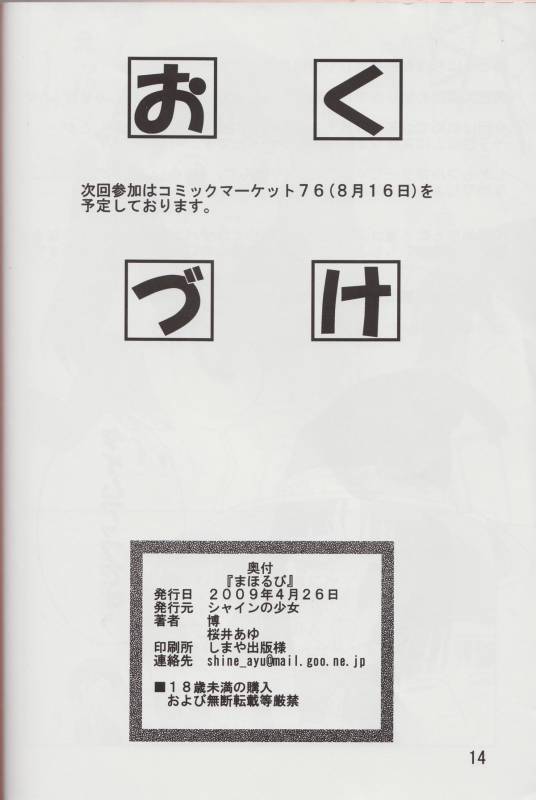 お く
次回参加はコミックマーケット７６(８月１６日)を
予定しております。
づ け
奥付
『まほるび』
発行日　２００９年４月２６日
発行元　シャインの少女
著者　　博
桜井あゆ
印刷所　しまや出版様
連絡先　shine_ayu@mail.goo.ne.jp
■１８歳未満の購入
および無断転載等厳禁
14